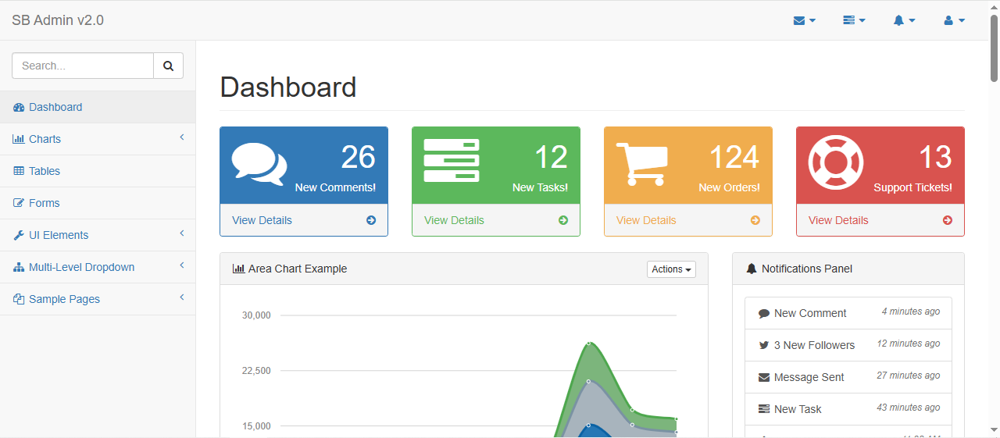 SB Admin v2.0
Search...
Dashboard
Charts
Tables
Forms
UI Elements
Multi-Level Dropdown
Sample Pages
Dashboard
26
New Comments!
View Details
12
New Tasks!
View Details
124
New Orders!
View Details
13
Support Tickets!
View Details
Area Chart Example
Actions
30,000
22,500
15,000
Notifications Panel
New Comment 4 minutes ago
3 New Followers 12 minutes ago
Message Sent 27 minutes ago
New Task 43 minutes ago